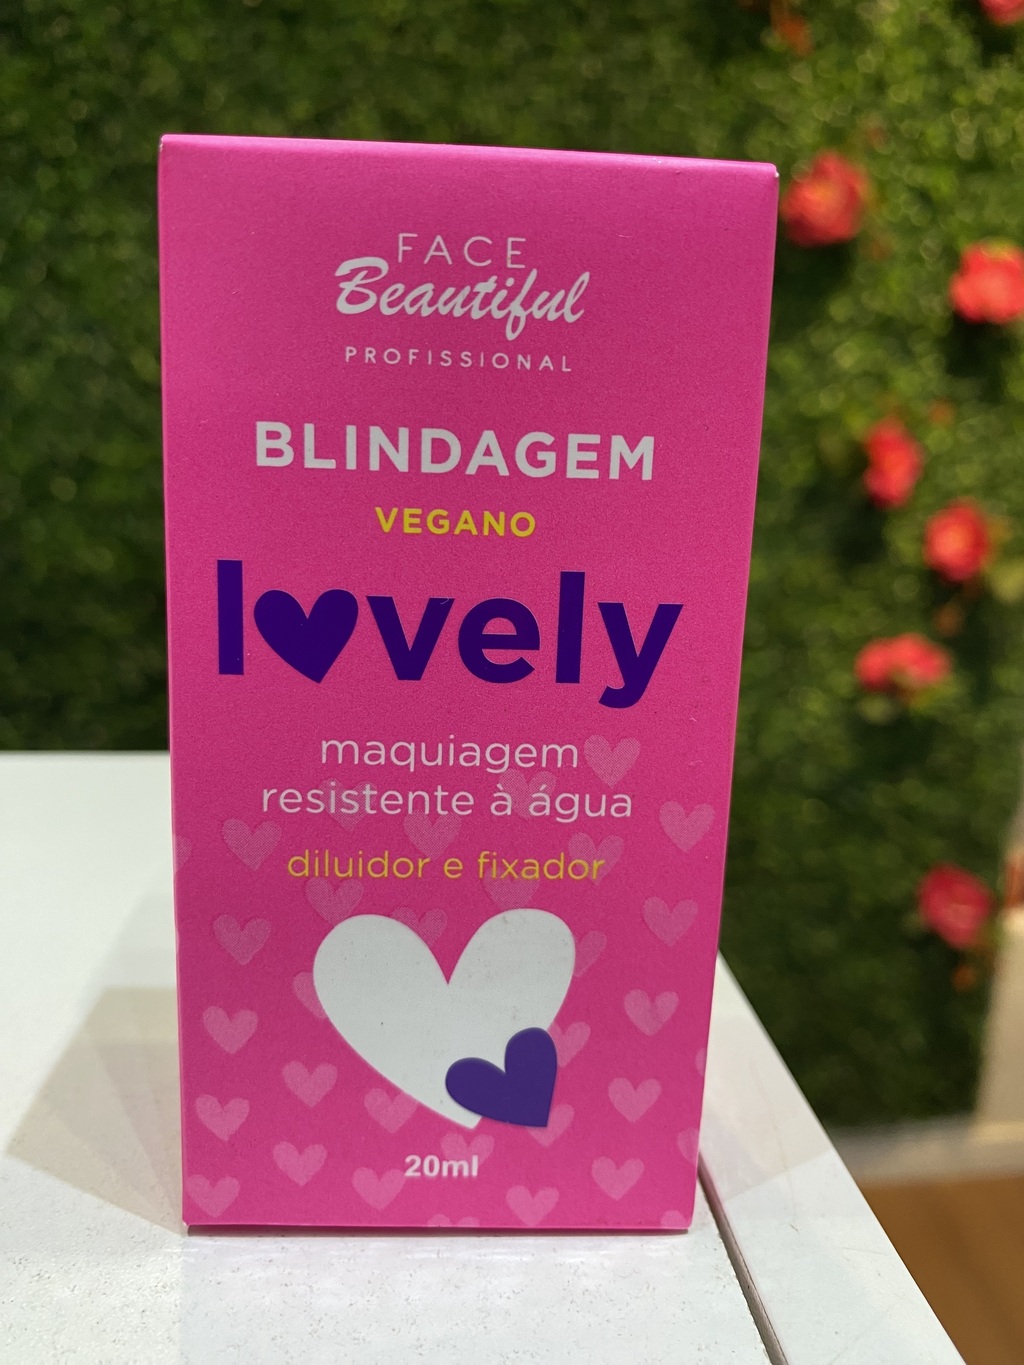 FACE
Beautiful
PROFISSIONAL
BLINDAGEM
VEGANO
lovely
maquiagem
resistente à água
diluidor e fixador
20ml